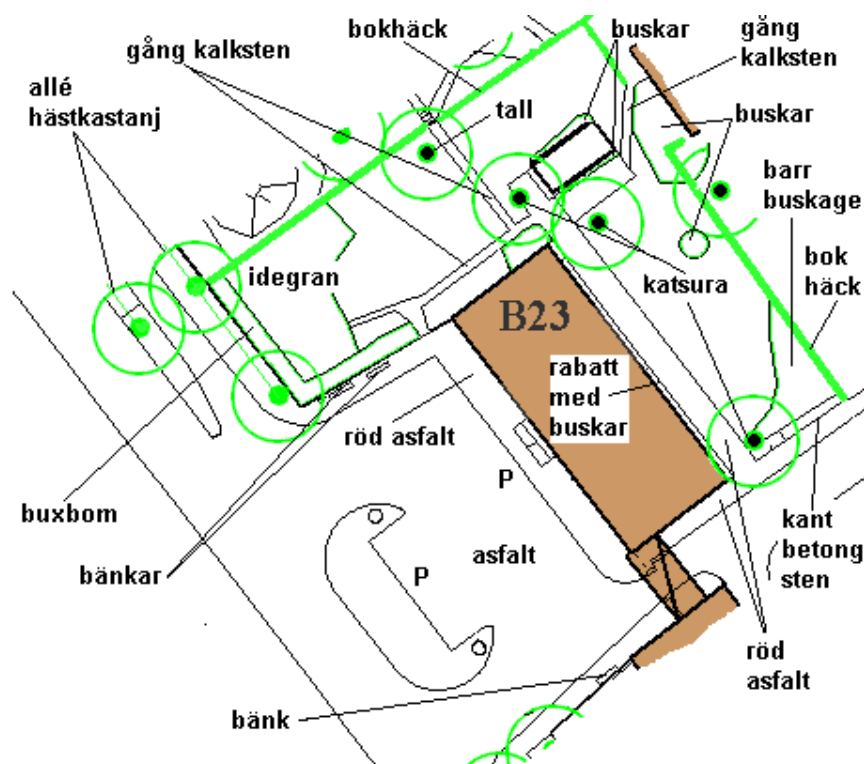 bokhäck
buskar
gång
kalksten
gång kalksten
allé
hästkastanj
tall
buskar
barr
buskage
idegran
katsura
bok
häck
B23
rabatt
med
buskar
röd asfalt
P
buxbom
kant
betong
sten
asfalt
P
bänkar
röd
asfalt
bänk